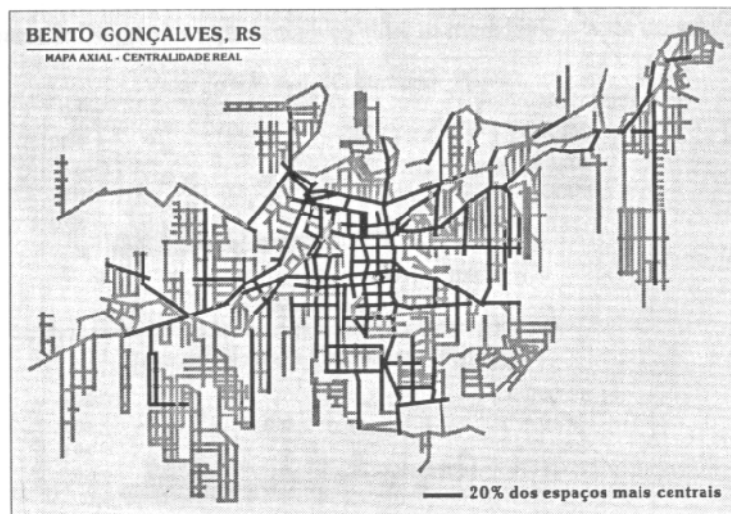 BENTO GONÇALVES, RS
MAPA AXIAL - CENTRALIDADE REAL
20% dos espaços mais centrais